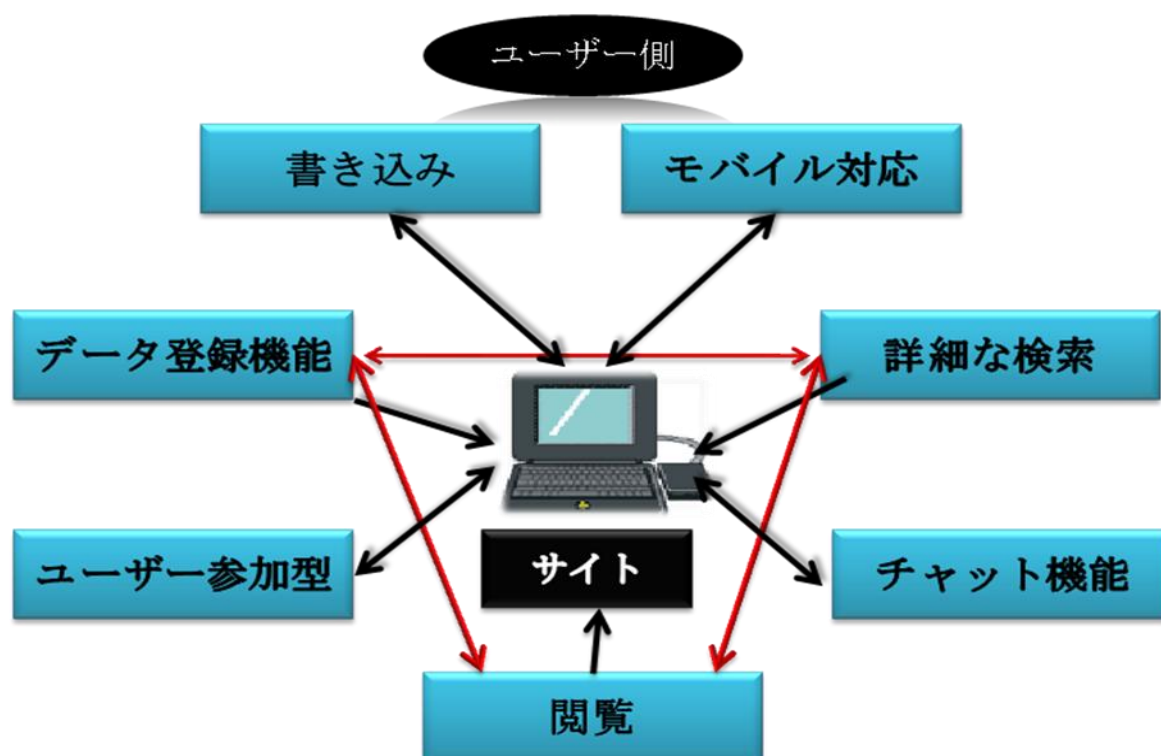 ユーザー側
書き込み
モバイル対応
データ登録機能
詳細な検索
ユーザー参加型
サイト
チャット機能
閲覧